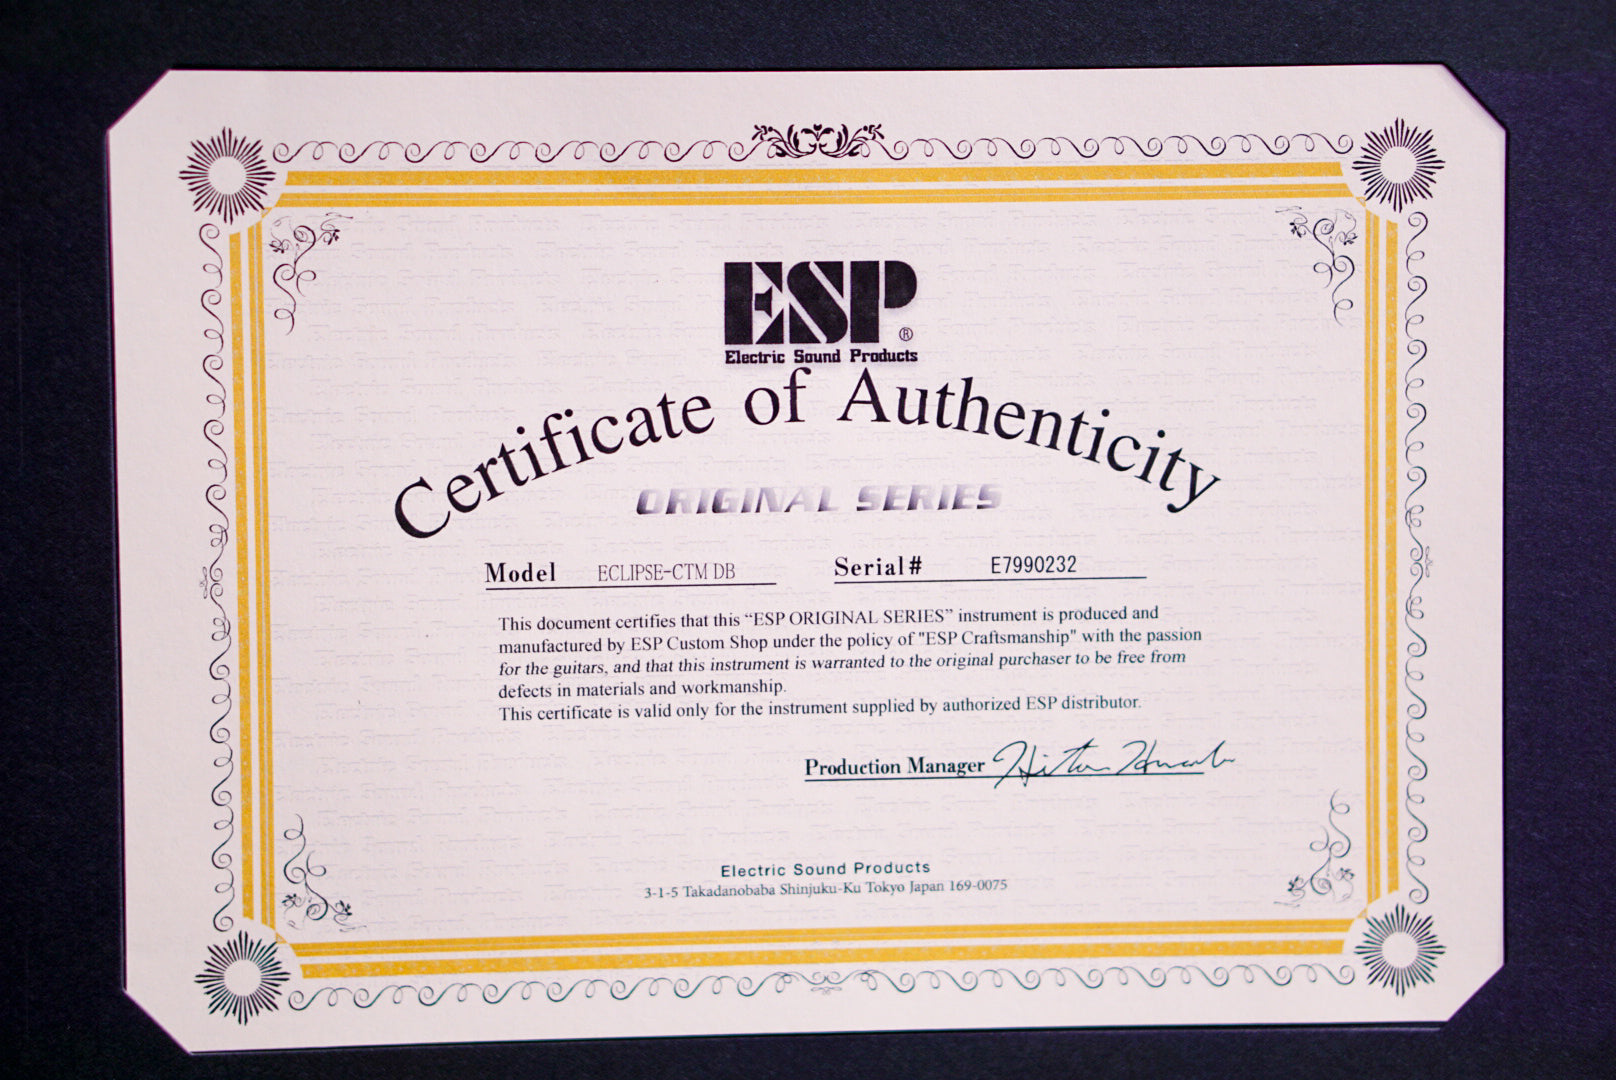 ESP®
Electric Sound Products
Certificate of Authenticity
ORIGINAL SERIES
Model ECLIPSE-CTM DB Serial# E7990232
This document certifies that this “ESP ORIGINAL SERIES” instrument is produced and
manufactured by ESP Custom Shop under the policy of "ESP Craftsmanship" with the passion
for the guitars, and that this instrument is warranted to the original purchaser to be free from
defects in materials and workmanship.
This certificate is valid only for the instrument supplied by authorized ESP distributor.
Production Manager
Electric Sound Products
3-1-5 Takadanobaba Shinjuku-Ku Tokyo Japan 169-0075